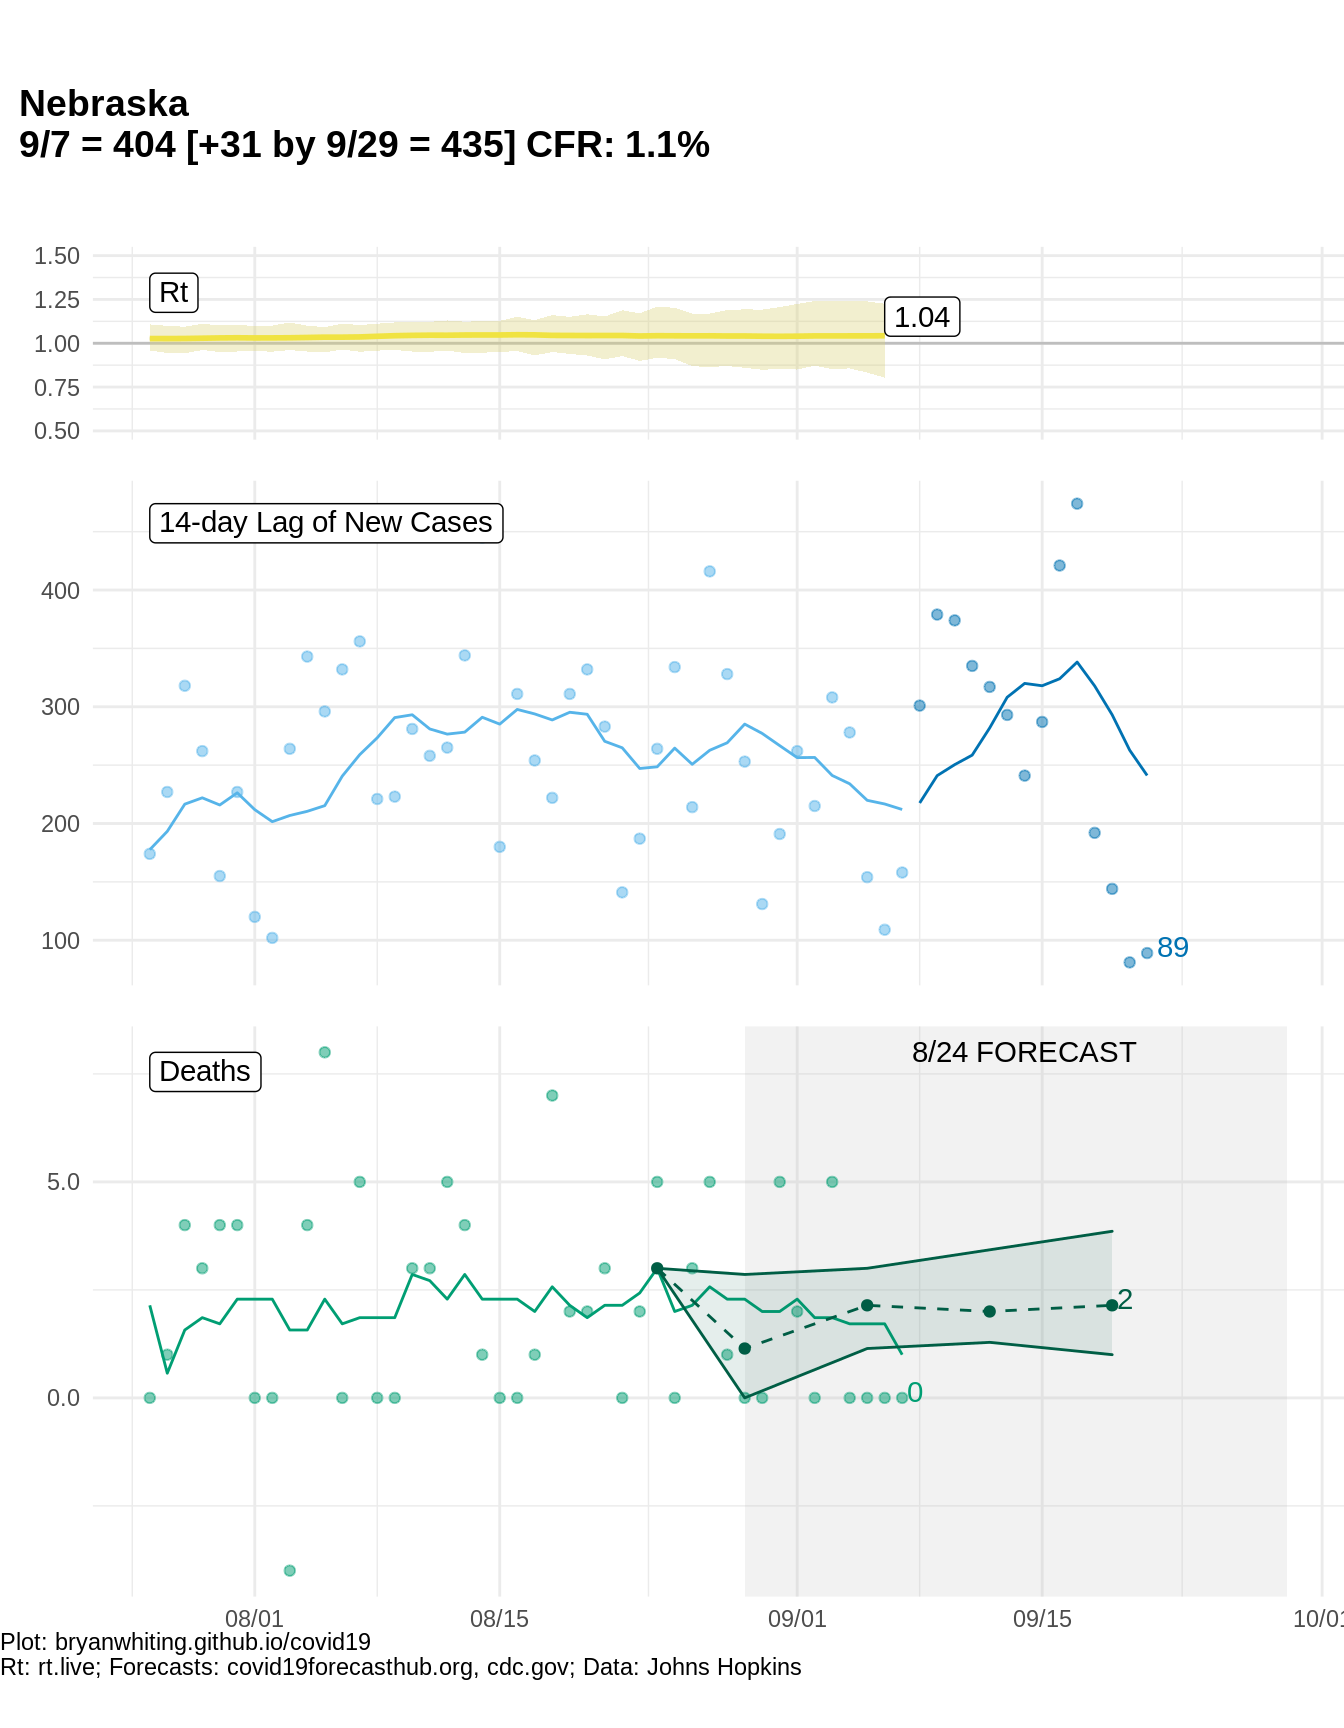 Nebraska
9/7 = 404 [+31 by 9/29 = 435] CFR: 1.1%
1.50
1.25
1.00
0.75
0.50
Rt
1.04
14-day Lag of New Cases
400
300
200
100
89
Deaths
8/24 FORECAST
5.0
0.0
2
0
08/01
08/15
09/01
09/15
10/01
Plot: bryanwhiting.github.io/covid19
Rt: rt.live; Forecasts: covid19forecasthub.org, cdc.gov; Data: Johns Hopkins